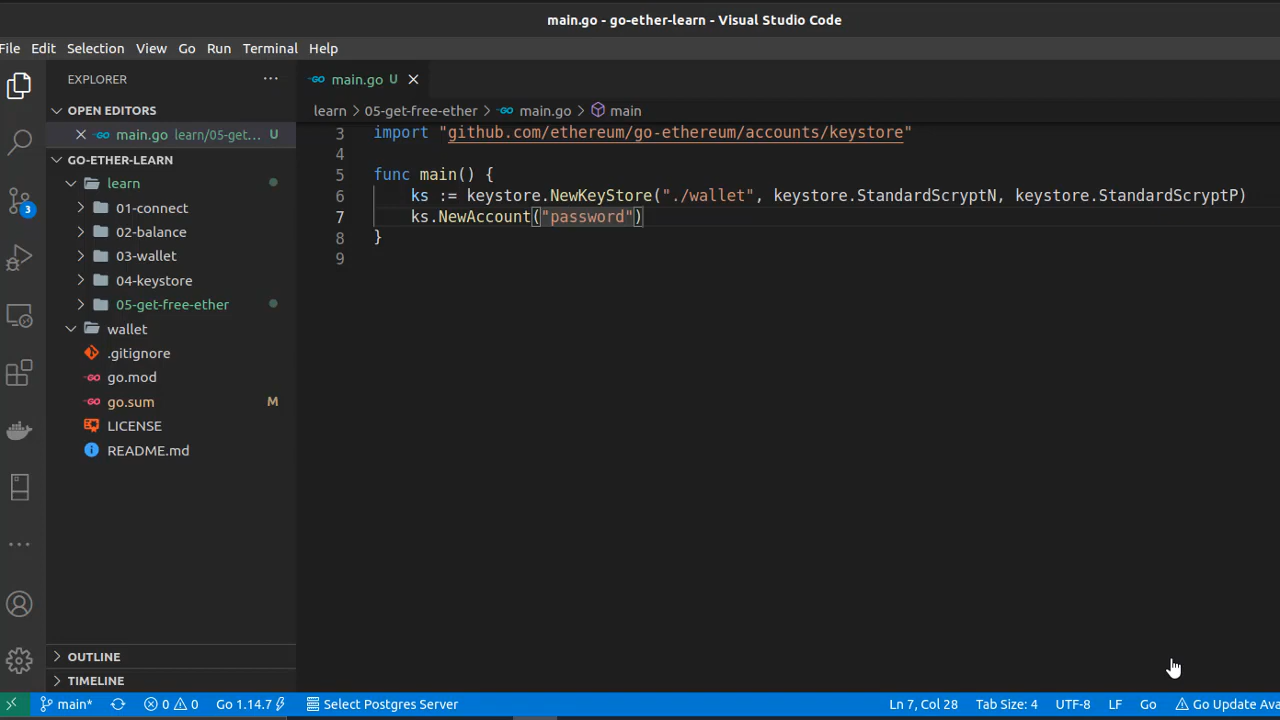 main.go - go-ether-learn - Visual Studio Code
File Edit Selection View Go Run Terminal Help
EXPLORER
main.go U
OPEN EDITORS
main.go learn/05-get... U
learn > 05-get-free-ether > main.go > main
GO-ETHER-LEARN
learn
01-connect
02-balance
03-wallet
04-keystore
05-get-free-ether
wallet
.gitignore
go.mod
go.sum M
LICENSE
README.md
OUTLINE
TIMELINE
3
3 import "github.com/ethereum/go-ethereum/accounts/keystore"
4
5 func main() {
6 ks := keystore.NewKeyStore("./wallet", keystore.StandardScryptN, keystore.StandardScryptP)
7 ks.NewAccount("password")
8 }
9
main* 0 0 Go 1.14.7 Select Postgres Server Ln 7, Col 28 Tab Size: 4 UTF-8 LF Go Go Update Ava